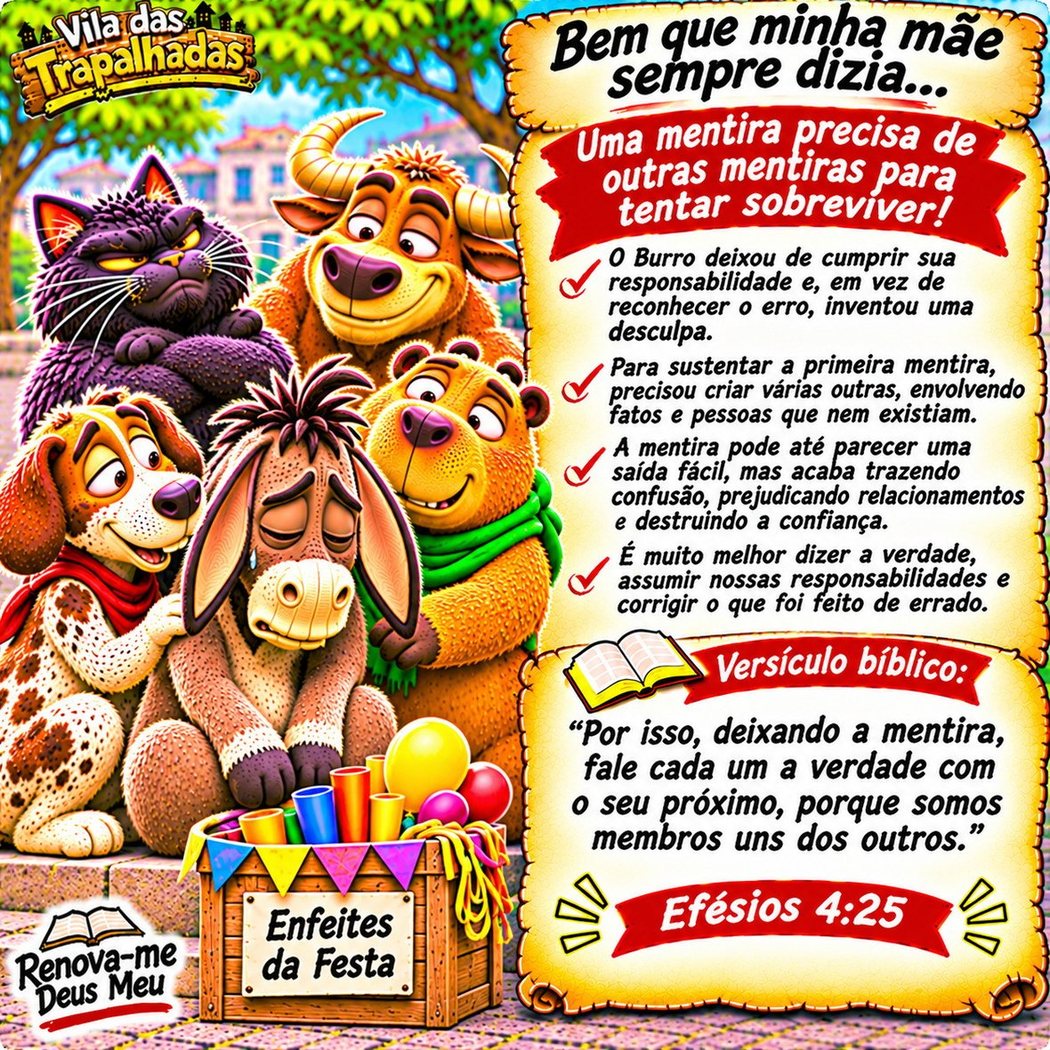 Vila das
Trapalhadas
Bem que minha mãe
sempre dizia...
Uma mentira precisa de
outras mentiras para
tentar sobreviver!
O Burro deixou de cumprir sua
responsabilidade e, em vez de
reconhecer o erro, inventou uma
desculpa.
Para sustentar a primeira mentira,
precisou criar várias outras, envolvendo
fatos e pessoas que nem existiam.
A mentira pode até parecer uma
saída fácil, mas acaba trazendo
confusão, prejudicando relacionamentos
e destruindo a confiança.
É muito melhor dizer a verdade,
assumir nossas responsabilidades e
corrigir o que foi feito de errado.
Versículo bíblico:
“Por isso, deixando a mentira,
fale cada um a verdade com
o seu próximo, porque somos
membros uns dos outros.”
Efésios 4:25
Enfeites
da Festa
Renova-me
Deus Meu